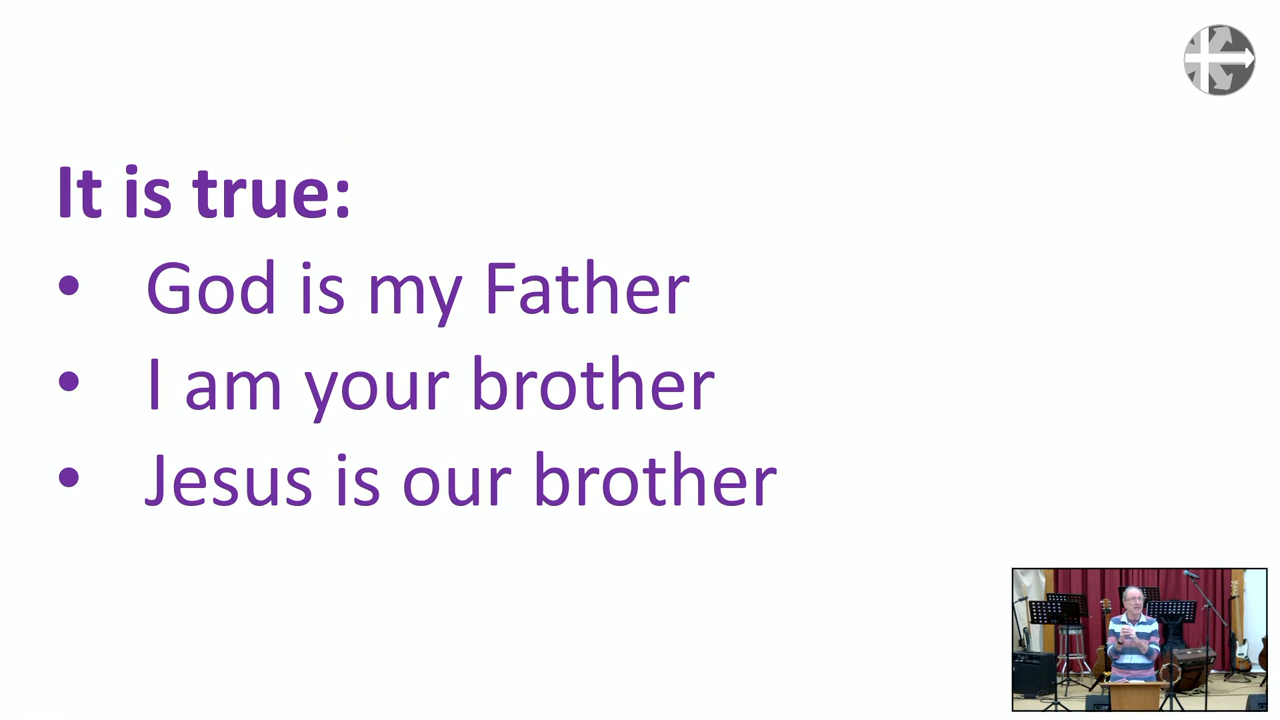 It is true:
• God is my Father
• I am your brother
• Jesus is our brother